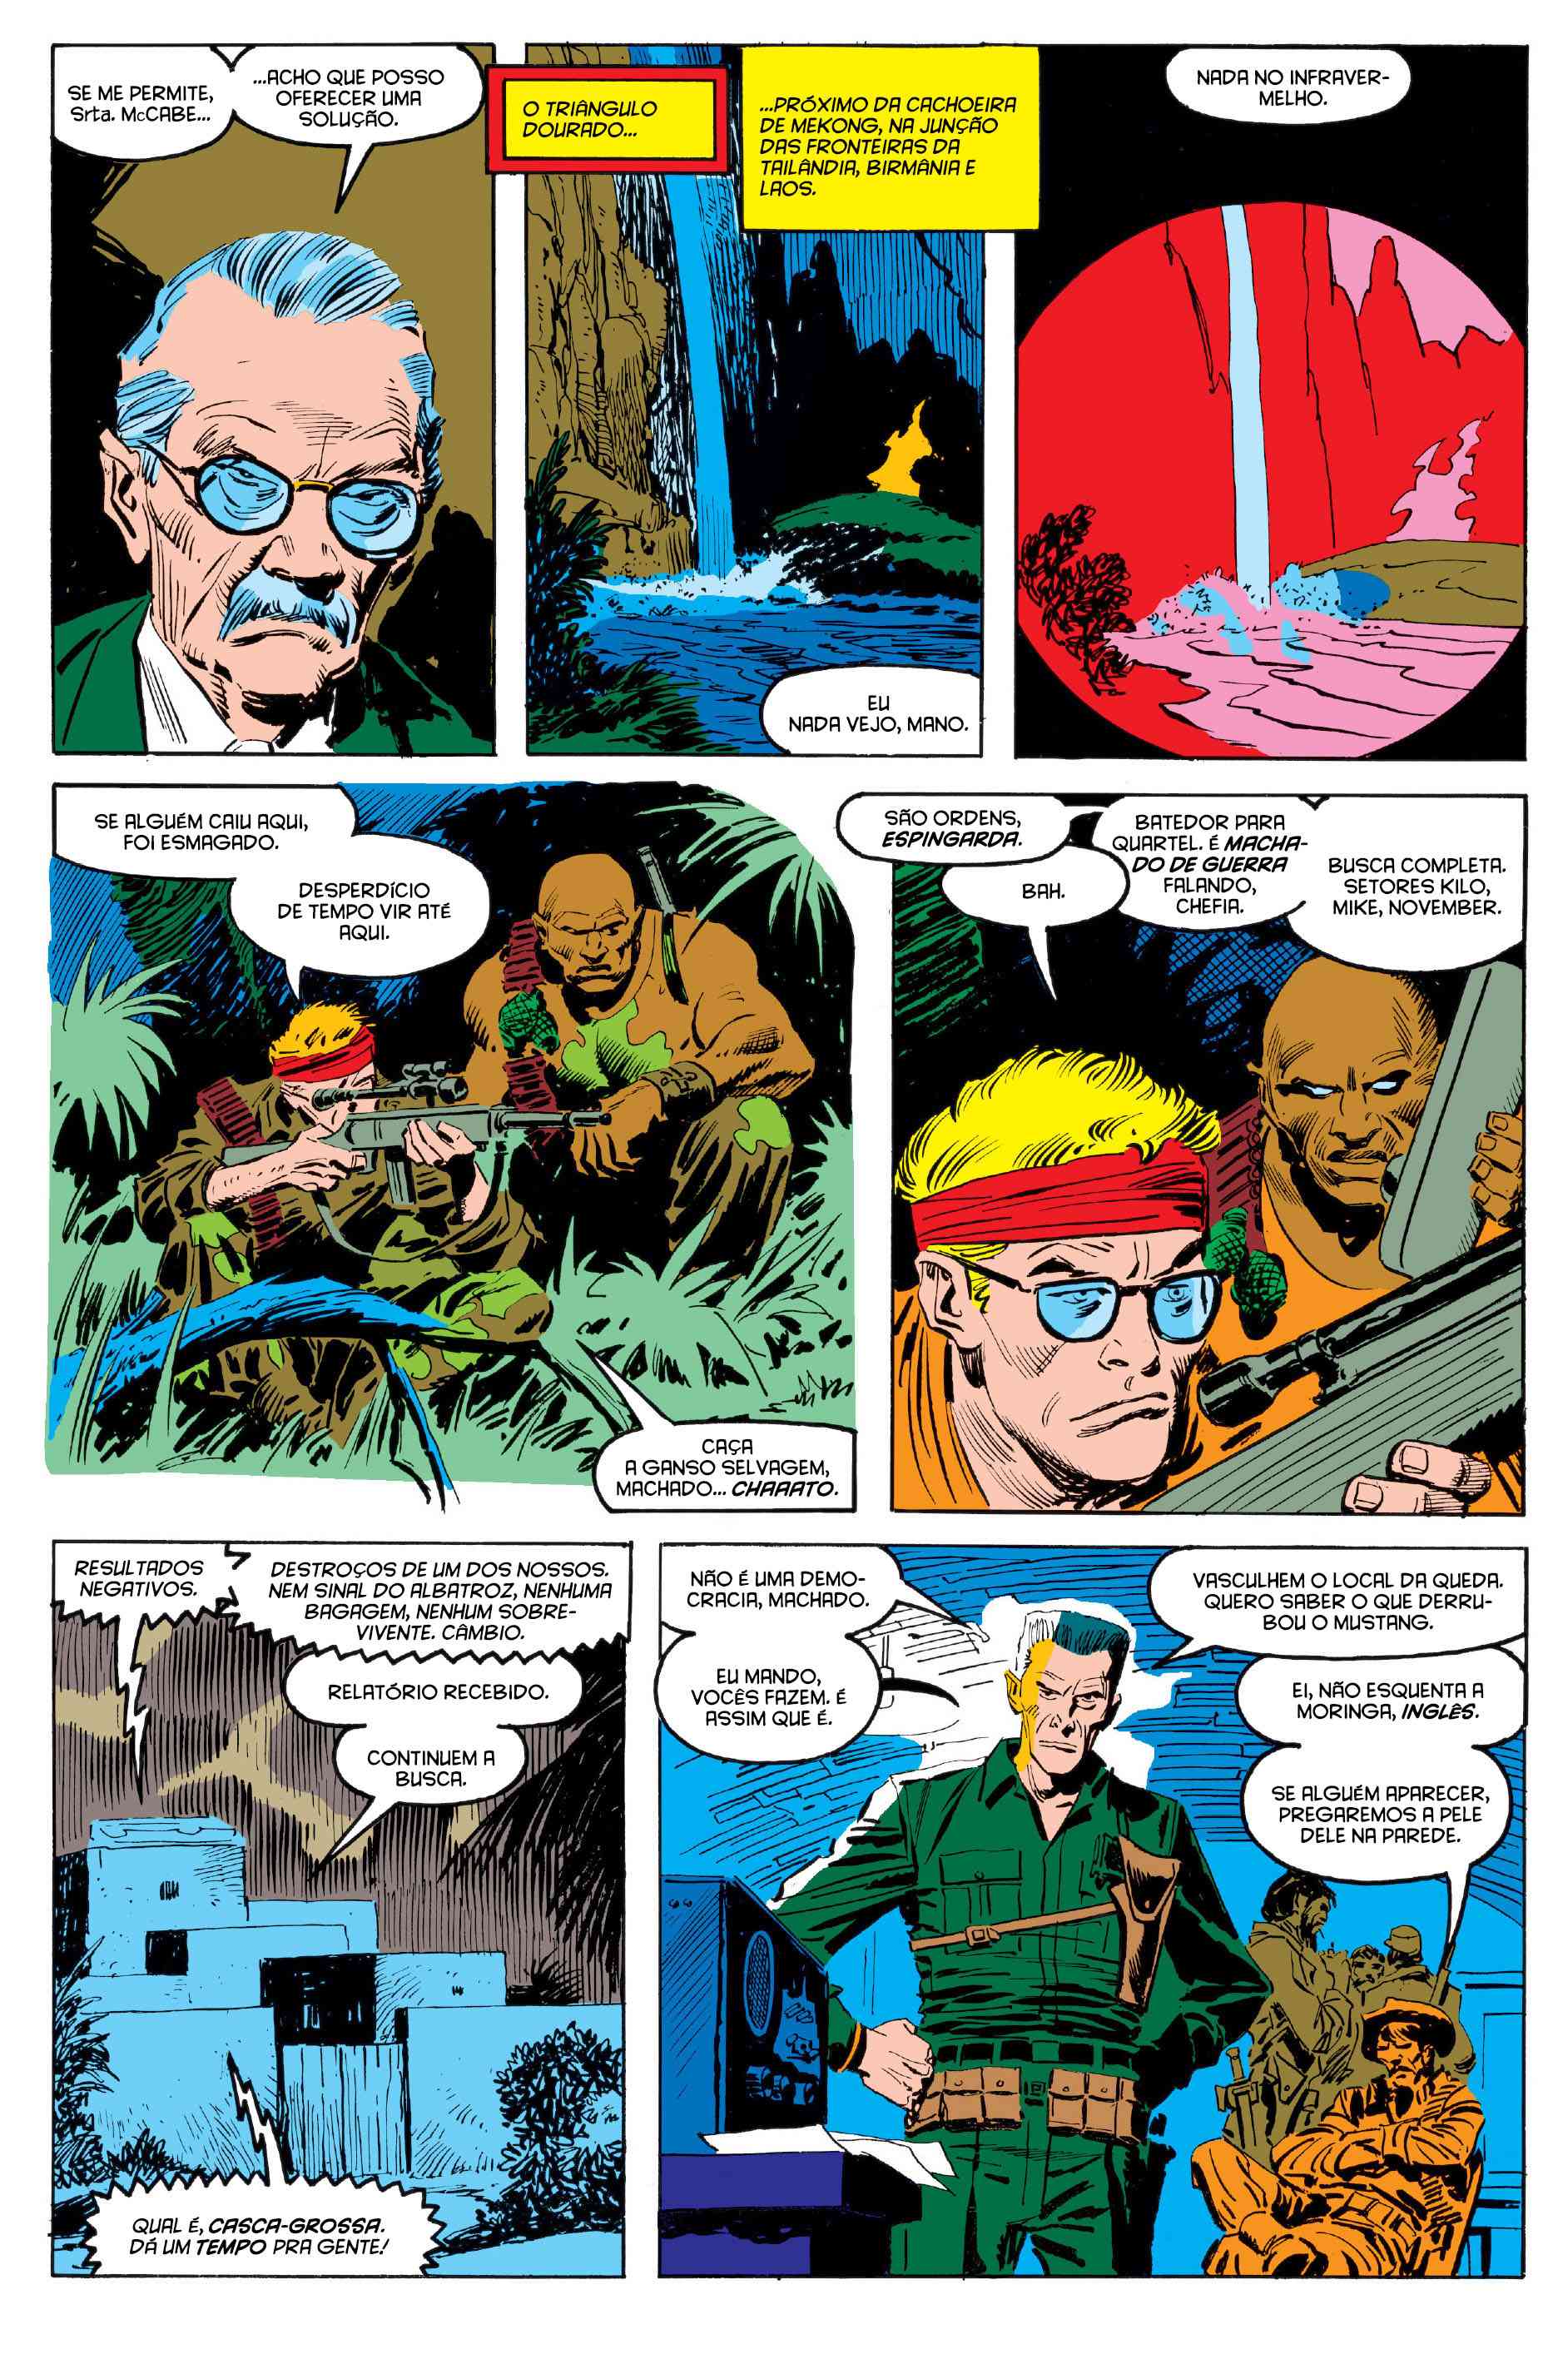 SE ME PERMITE,
Srta. McCABE...
...ACHO QUE POSSO
OFERECER UMA
SOLUÇÃO.
O TRIÂNGULO
DOURADO...
...PRÓXIMO DA CACHOEIRA
DE MEKONG, NA JUNÇÃO
DAS FRONTEIRAS DA
TAILÂNDIA, BIRMÂNIA E
LAOS.
EU
NADA VEJO, MANO.
NADA NO INFRAVER-
MELHO.
SE ALGUÉM CAIU AQUI,
FOI ESMAGADO.
DESPERDÍCIO
DE TEMPO VIR ATÉ
AQUI.
CAÇA
A GANSO SELVAGEM,
MACHADO... CHAAATO.
SÃO ORDENS,
ESPINGARDA.
BAH.
BATEDOR PARA
QUARTEL. É MACHA-
DO DE GUERRA
FALANDO,
CHEFIA.
BUSCA COMPLETA.
SETORES KILO,
MIKE, NOVEMBER.
RESULTADOS
NEGATIVOS.
DESTROÇOS DE UM DOS NOSSOS.
NEM SINAL DO ALBATROZ, NENHUMA
BAGAGEM, NENHUM SOBRE-
VIVENTE. CÂMBIO.
RELATÓRIO RECEBIDO.
CONTINUEM A
BUSCA.
QUAL É, CASCA-GROSSA.
DÁ UM TEMPO PRA GENTE!
NÃO É UMA DEMO-
CRACIA, MACHADO.
EU MANDO,
VOCÊS FAZEM. É
ASSIM QUE É.
VASCULHEM O LOCAL DA QUEDA.
QUERO SABER O QUE DERRU-
BOU O MUSTANG.
EI, NÃO ESQUENTA A
MORINGA, INGLÊS.
SE ALGUÉM APARECER,
PREGAREMOS A PELE
DELE NA PAREDE.